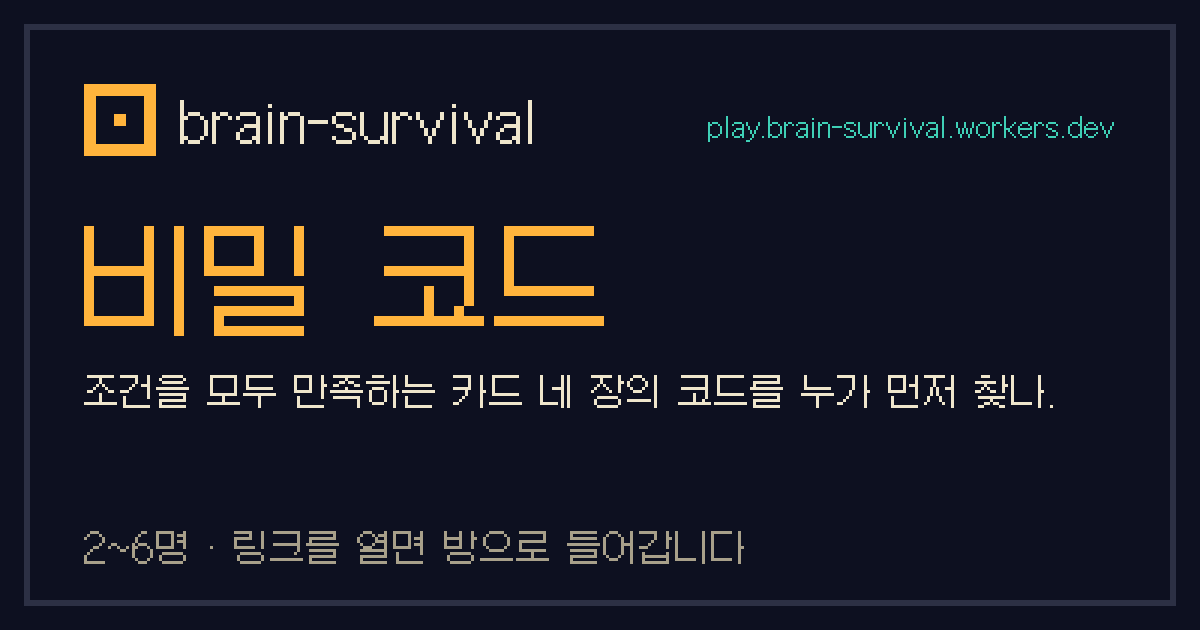 brain-survival
play.brain-survival.workers.dev
비밀 코드
조건을 모두 만족하는 카드 네 장의 코드를 누가 먼저 찾나.
2~6명 · 링크를 열면 방으로 들어갑니다